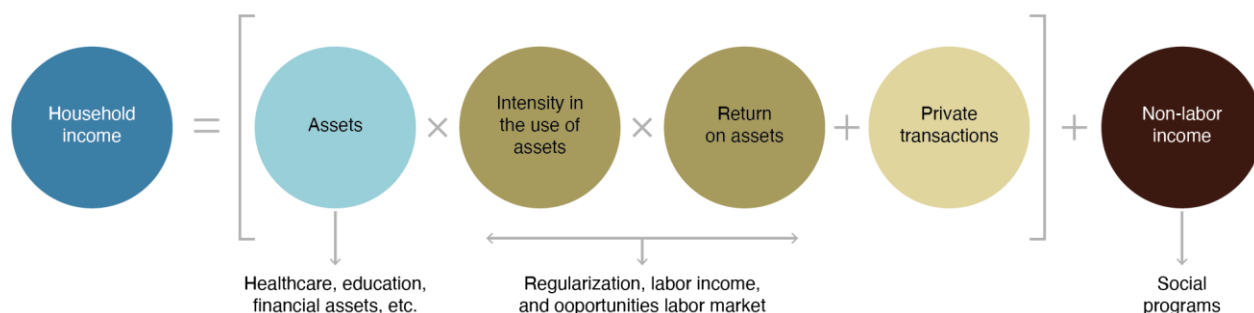 Household
income
=
Assets
×
Intensity in
the use of
assets
×
Return
on assets
+
Private
transactions
+
Non-labor
income
Healthcare, education,
financial assets, etc.
Regularization, labor income,
and ooportunities labor market
Social
programs